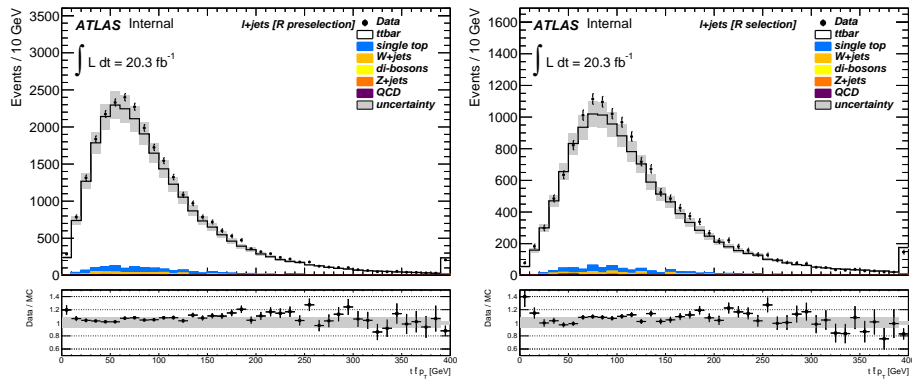 ATLAS Internal
l+jets [R preselection]
∫ L dt = 20.3 fb⁻¹
Data
ttbar
single top
W+jets
di-bosons
Z+jets
QCD
uncertainty
Events / 10 GeV
3500
3000
2500
2000
1500
1000
500
0
Data / MC
1.4
1.2
1
0.8
0.6
0 50 100 150 200 250 300 350 400
t t̄ p_T [GeV]
ATLAS Internal
l+jets [R selection]
∫ L dt = 20.3 fb⁻¹
Data
ttbar
single top
W+jets
di-bosons
Z+jets
QCD
uncertainty
Events / 10 GeV
1600
1400
1200
1000
800
600
400
200
0
Data / MC
1.4
1.2
1
0.8
0.6
0 50 100 150 200 250 300 350 400
t t̄ p_T [GeV]